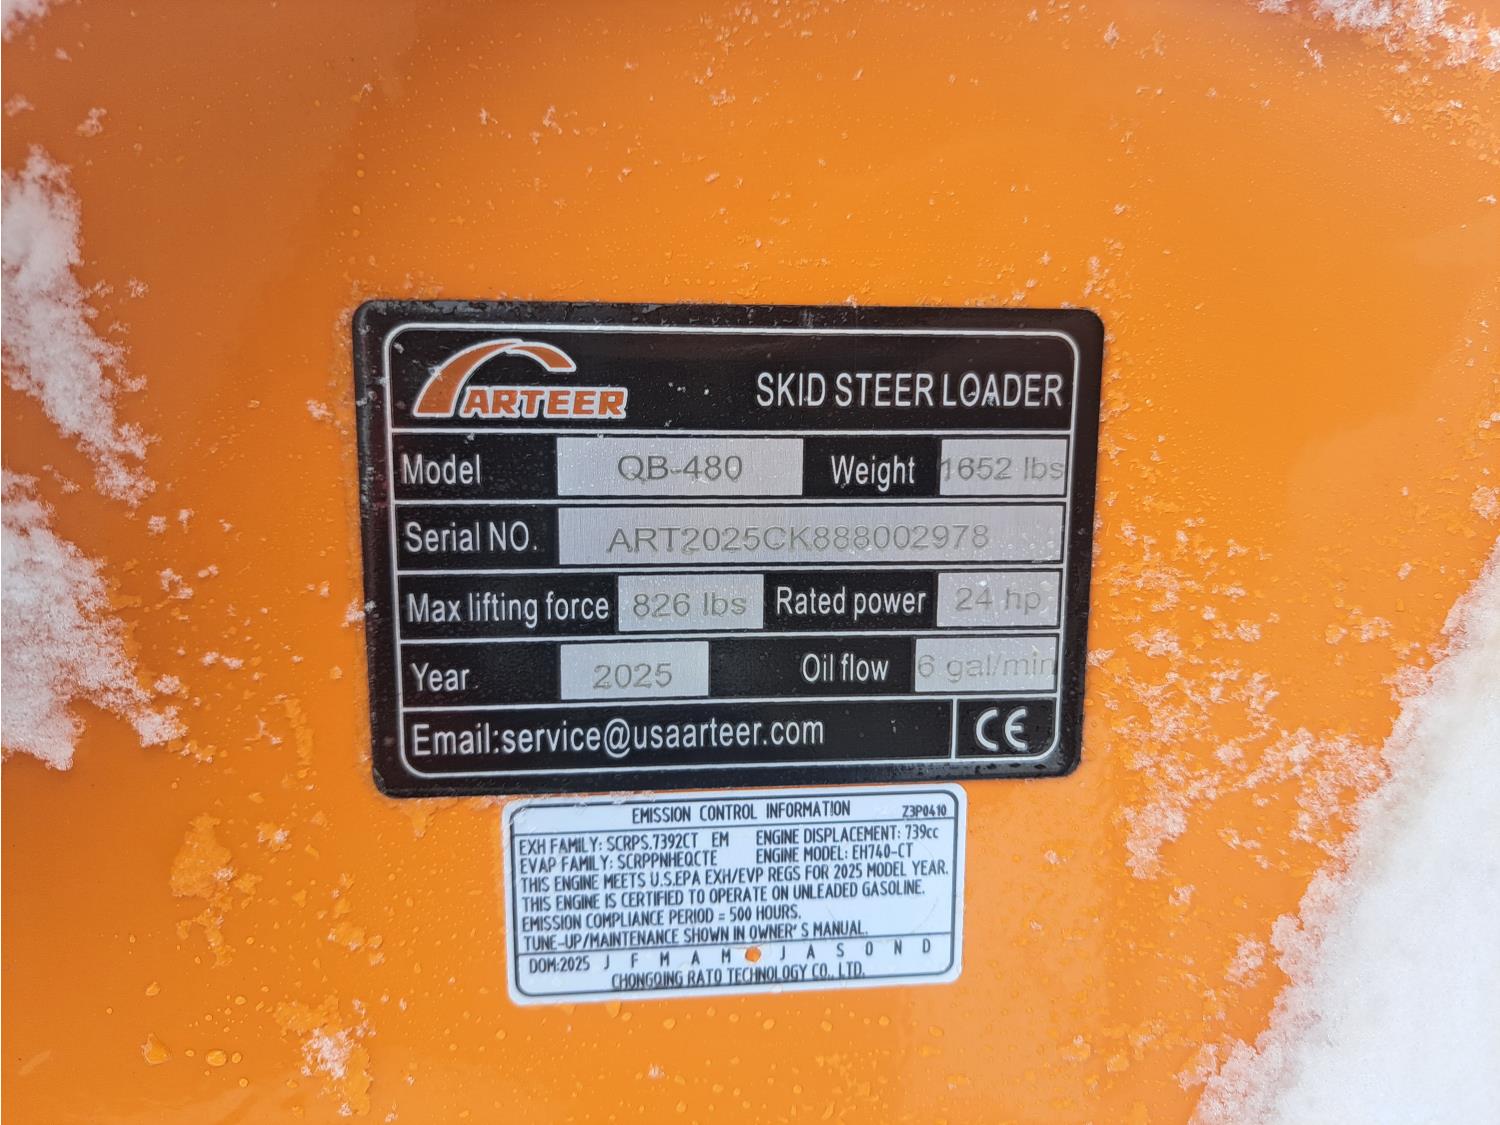 ARTEER SKID STEER LOADER
Model QB-480 Weight 1652 lbs
Serial NO. ART2025CK888002978
Max lifting force 826 lbs Rated power 24 hp
Year 2025 Oil flow 6 gal/min
Email:service@usaarteer.com CE
EMISSION CONTROL INFORMATION Z3P0410
EXH FAMILY: SCRPS.7392CT EM ENGINE DISPLACEMENT: 739cc
EVAP FAMILY: SCRPPNHEQCTE ENGINE MODEL: EH740-CT
THIS ENGINE MEETS U.S.EPA EXH/EVP REGS FOR 2025 MODEL YEAR.
THIS ENGINE IS CERTIFIED TO OPERATE ON UNLEADED GASOLINE.
EMISSION COMPLIANCE PERIOD = 500 HOURS.
TUNE-UP/MAINTENANCE SHOWN IN OWNER'S MANUAL.
DOM:2025 J F M A M J A S O N D
CHONGQING RATO TECHNOLOGY CO., LTD.